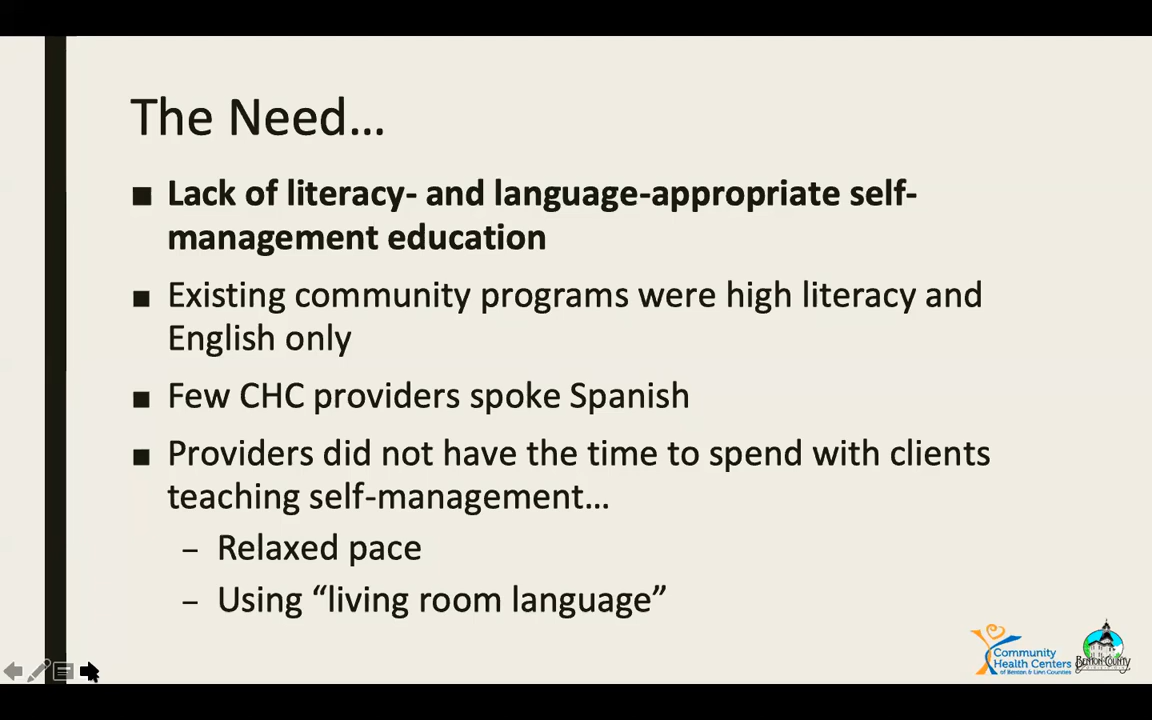 The Need…
Lack of literacy- and language-appropriate self-
management education
Existing community programs were high literacy and
English only
Few CHC providers spoke Spanish
Providers did not have the time to spend with clients
teaching self-management…
– Relaxed pace
– Using “living room language”
Community
Health Centers
of Benton & Linn Counties
Benton County